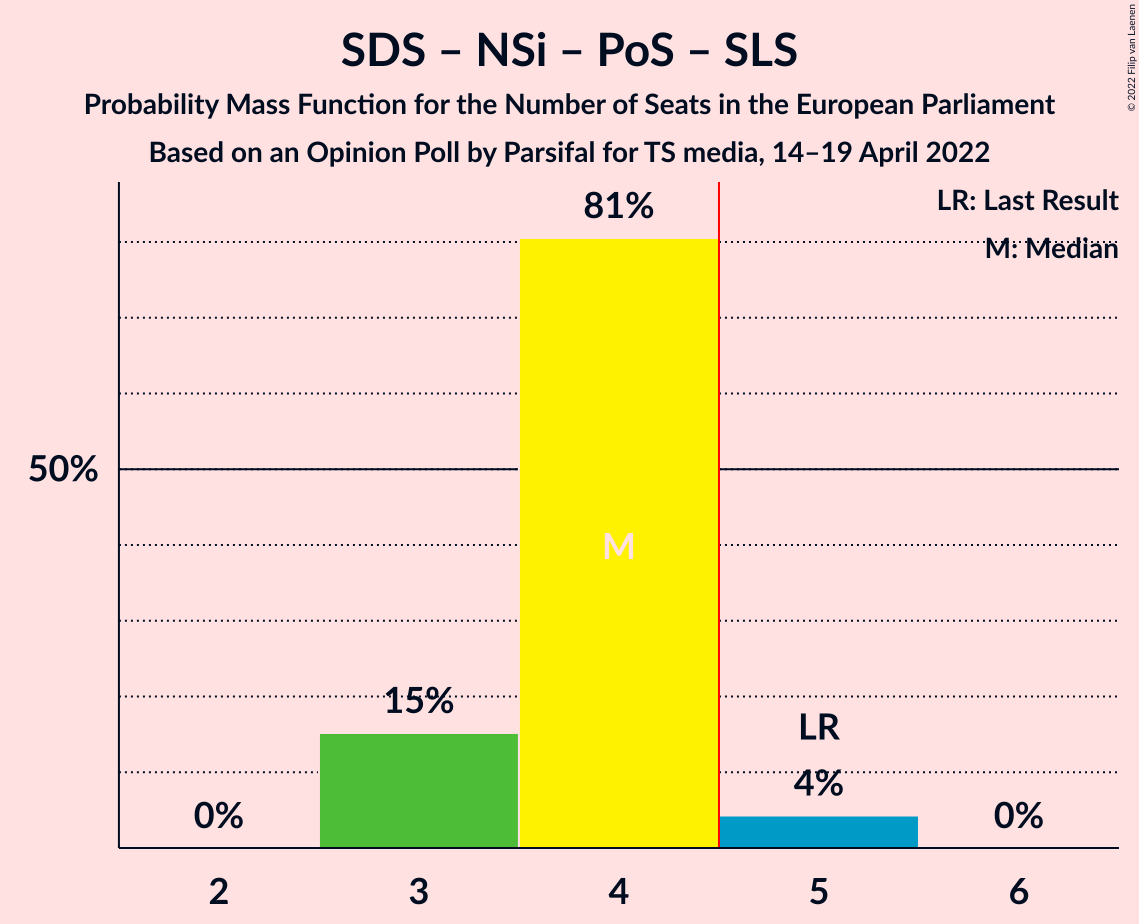 SDS – NSi – PoS – SLS
Probability Mass Function for the Number of Seats in the European Parliament
Based on an Opinion Poll by Parsifal for TS media, 14–19 April 2022
© 2022 Filip van Laenen
LR: Last Result
M: Median
81%
50%
M
15%
LR
4%
0%
0%
2 3 4 5 6